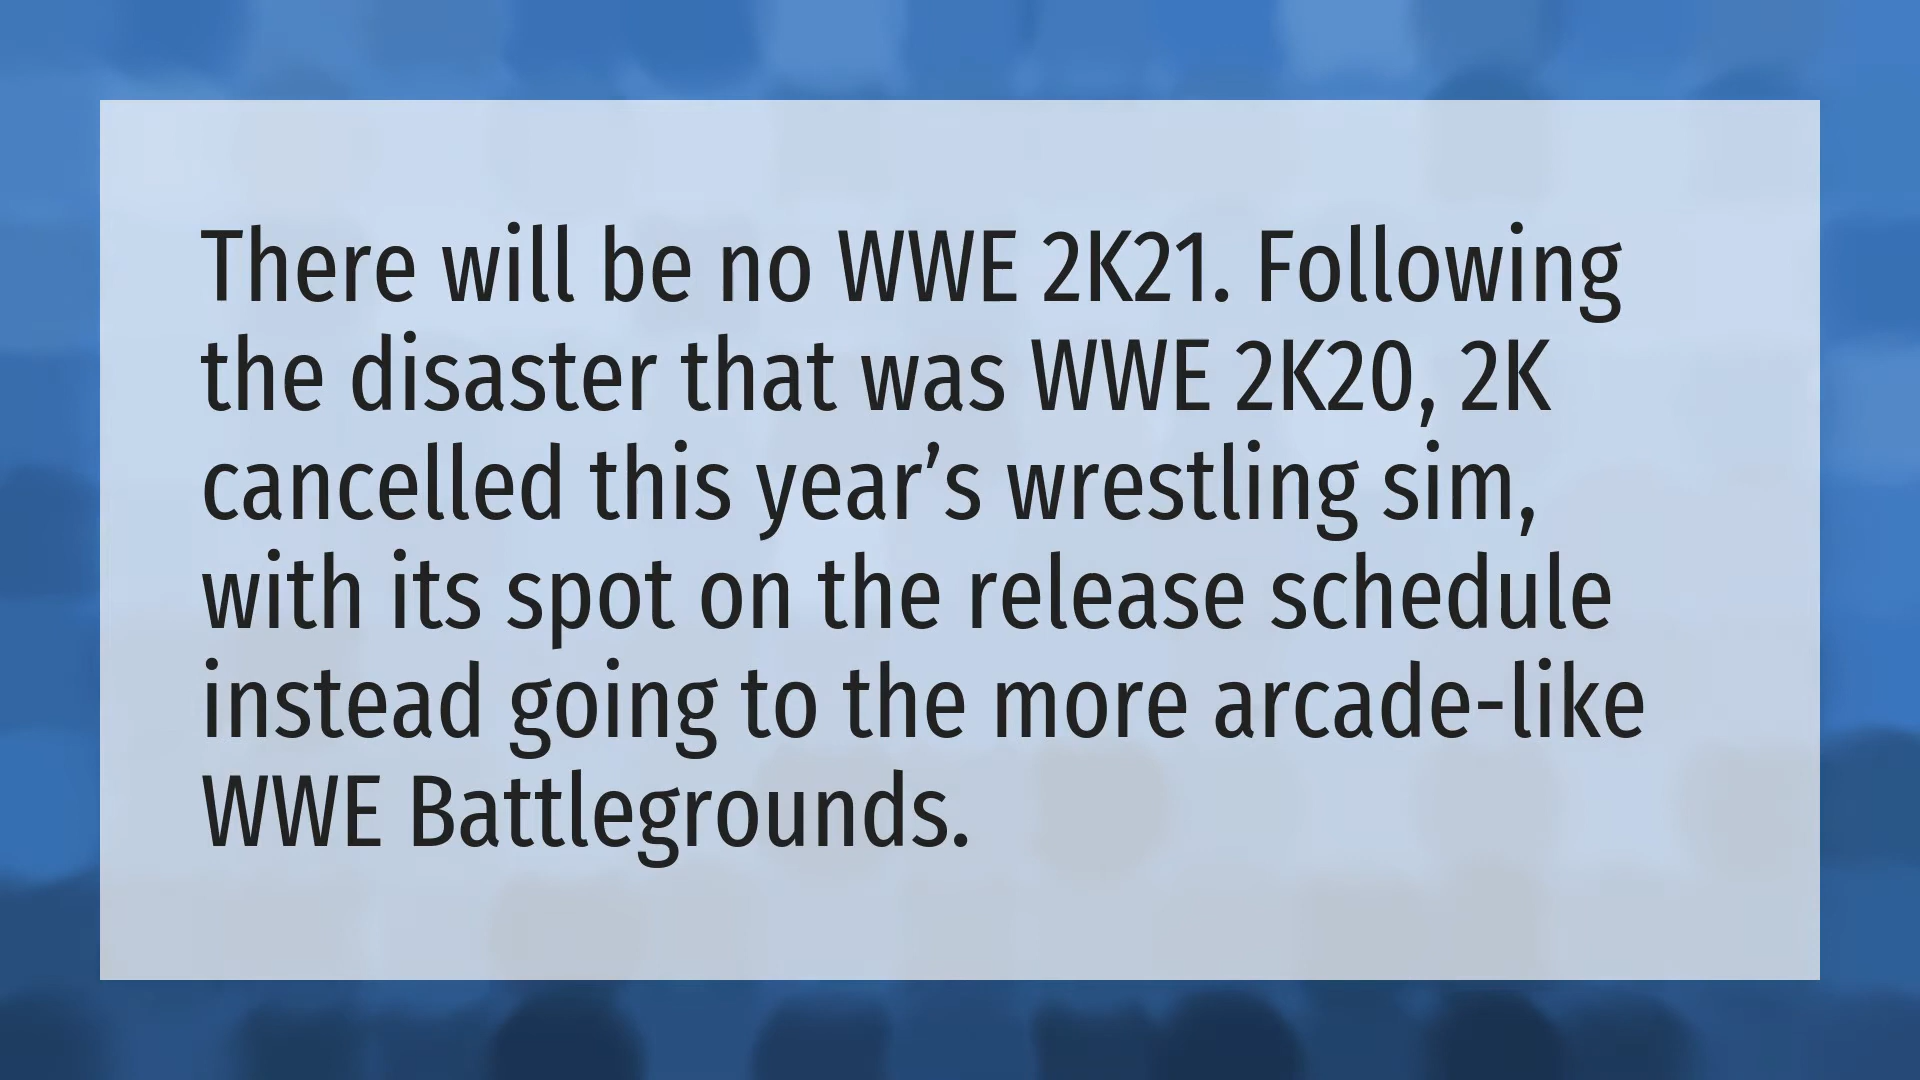 There will be no WWE 2K21. Following
the disaster that was WWE 2K20, 2K
cancelled this year’s wrestling sim,
with its spot on the release schedule
instead going to the more arcade-like
WWE Battlegrounds.